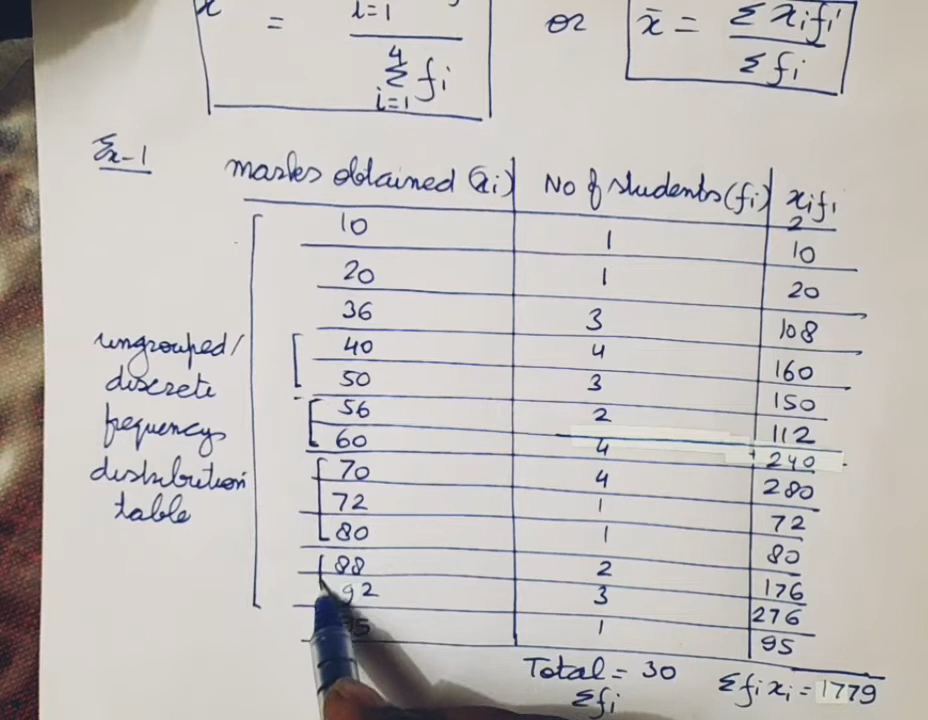 x̄ = Σ i=1 / 4 Σ i=1 fi or x̄ = Σ xifi / Σ fi
Ex-1
marks obtained (xi) No of students (fi) xifi
10 1 10
20 1 20
36 3 108
40 4 160
50 3 150
56 2 112
60 4 240
70 4 280
72 1 72
80 1 80
88 2 176
92 3 276
95 1 95
Total = 30 Σfixi = 1779
Σfi
ungrouped/
discrete
frequency
distribution
table